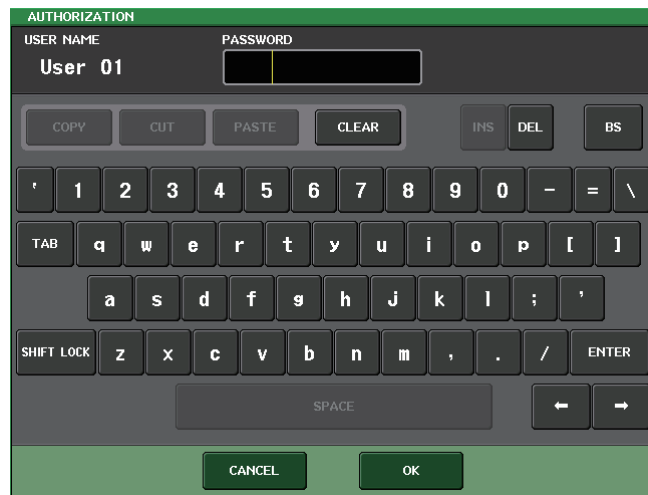 AUTHORIZATION
USER NAME PASSWORD
User 01
COPY CUT PASTE CLEAR INS DEL BS
' 1 2 3 4 5 6 7 8 9 0 - = \
TAB q w e r t y u i o p [ ]
a s d f g h j k l ; '
SHIFT LOCK z x c v b n m , . / ENTER
SPACE ← →
CANCEL OK